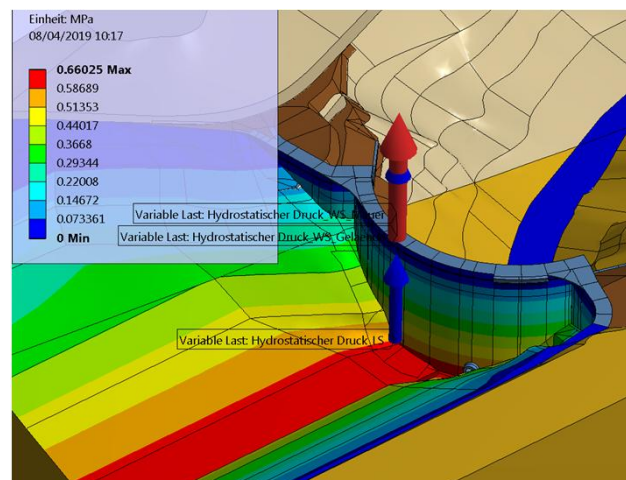 Einheit: MPa
08/04/2019 10:17
0.66025 Max
0.58689
0.51353
0.44017
0.3668
0.29344
0.22008
0.14672
0.073361
0 Min
Variable Last: Hydrostatischer Druck_WS_Mauer
Variable Last: Hydrostatischer Druck_WS_Gelaende
Variable Last: Hydrostatischer Druck_LS